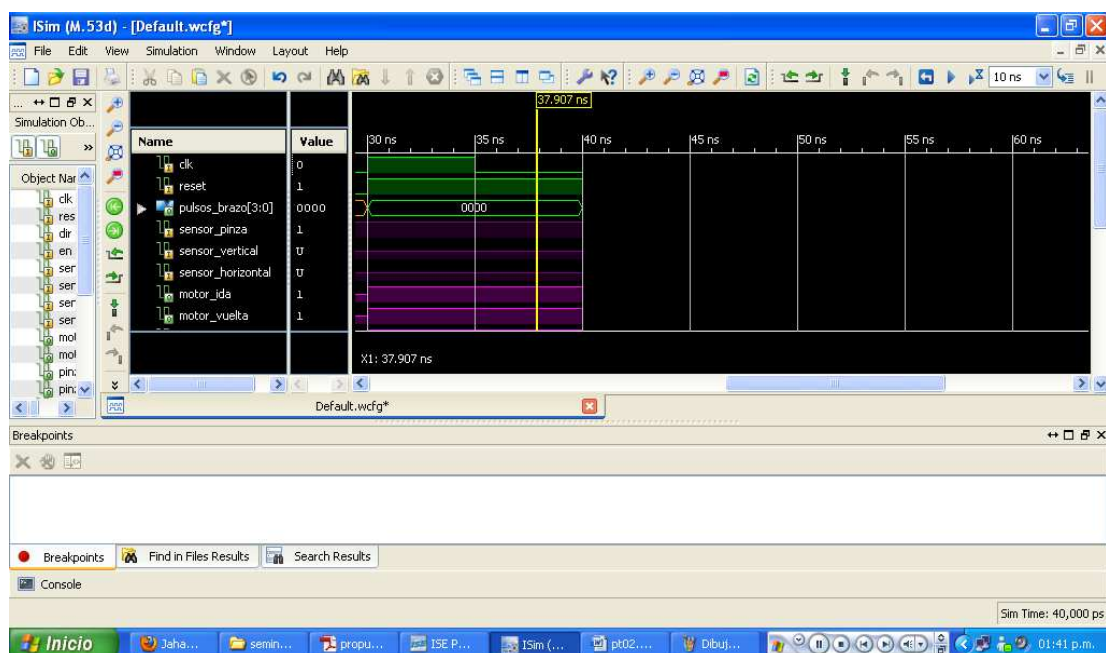 ISim (M.53d) - [Default.wcfg*]
File Edit View Simulation Window Layout Help
10 ns
Simulation Ob...
»
Object Nar
clk
res
dir
en
ser
ser
ser
ser
mol
mol
pin:
pin:
Name Value
clk 0
reset 1
pulsos_brazo[3:0] 0000
sensor_pinza 1
sensor_vertical U
sensor_horizontal U
motor_ida 1
motor_vuelta 1
37.907 ns
30 ns 35 ns 40 ns 45 ns 50 ns 55 ns 60 ns
0000
X1: 37.907 ns
Default.wcfg*
Breakpoints
Breakpoints Find in Files Results Search Results
Console
Sim Time: 40,000 ps
Inicio Jaha... semin... propu... ISE P... ISim (... pt02.... Dibuj... 01:41 p.m.